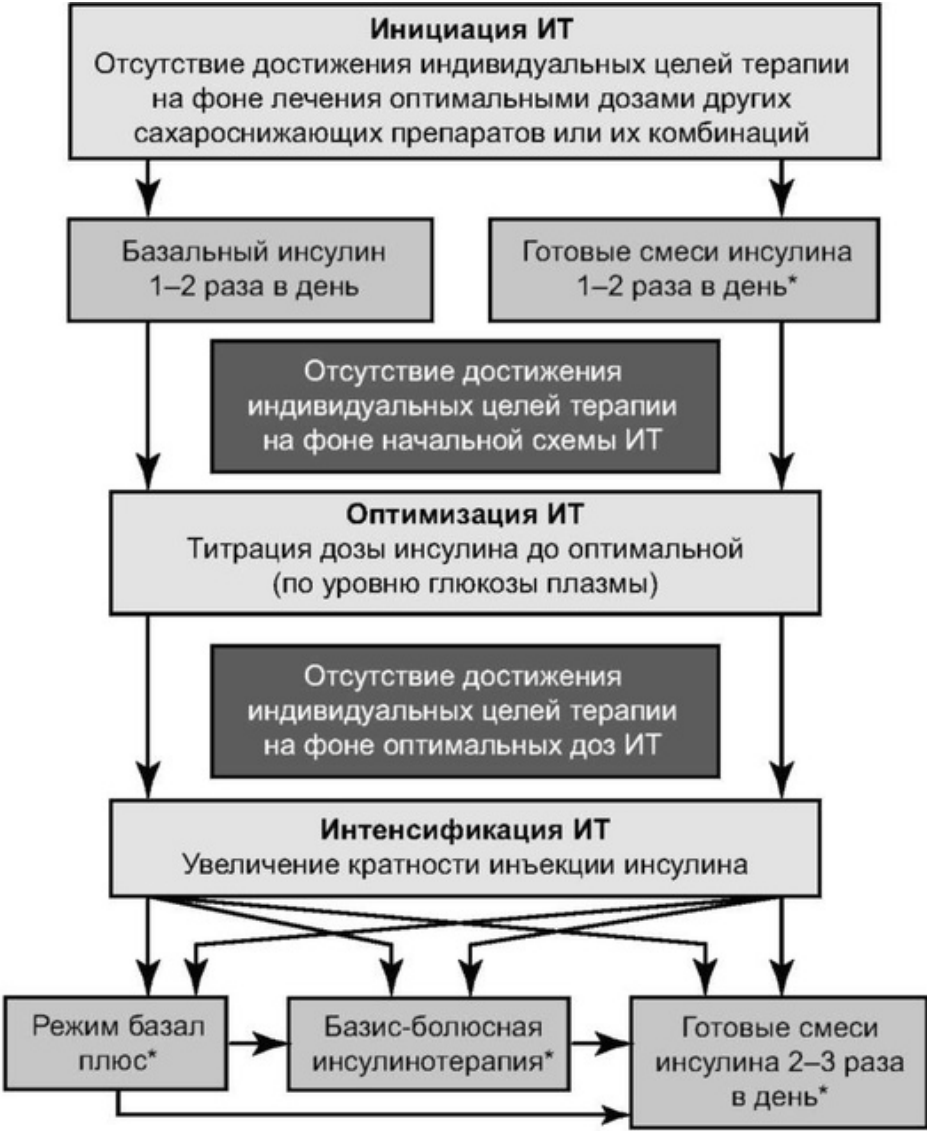 Инициация ИТ
Отсутствие достижения индивидуальных целей терапии
на фоне лечения оптимальными дозами других
сахароснижающих препаратов или их комбинаций
Базальный инсулин
1–2 раза в день
Готовые смеси инсулина
1–2 раза в день*
Отсутствие достижения
индивидуальных целей терапии
на фоне начальной схемы ИТ
Оптимизация ИТ
Титрация дозы инсулина до оптимальной
(по уровню глюкозы плазмы)
Отсутствие достижения
индивидуальных целей терапии
на фоне оптимальных доз ИТ
Интенсификация ИТ
Увеличение кратности инъекции инсулина
Режим базал
плюс*
Базис-болюсная
инсулинотерапия*
Готовые смеси
инсулина 2–3 раза
в день*